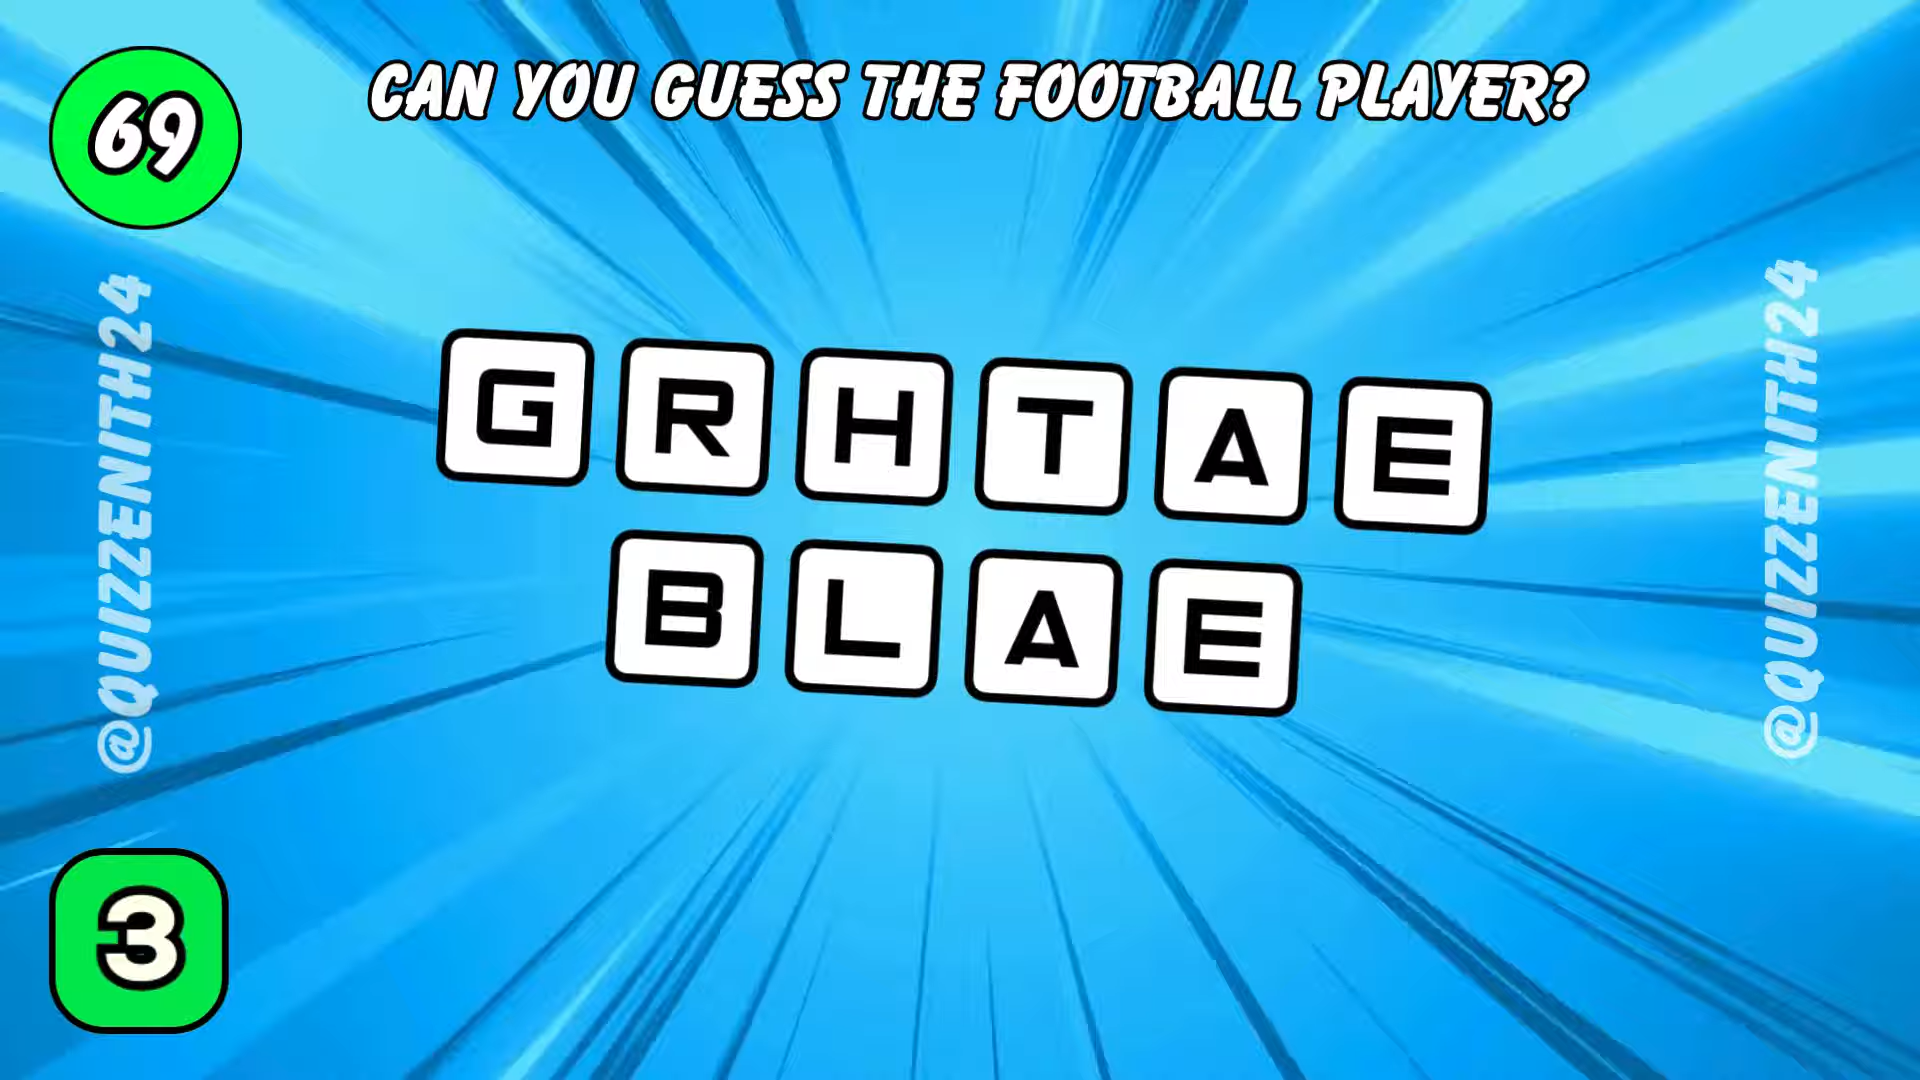 69
CAN YOU GUESS THE FOOTBALL PLAYER?
@QUIZZENITH24
@QUIZZENITH24
GRHTAE
BLAE
3